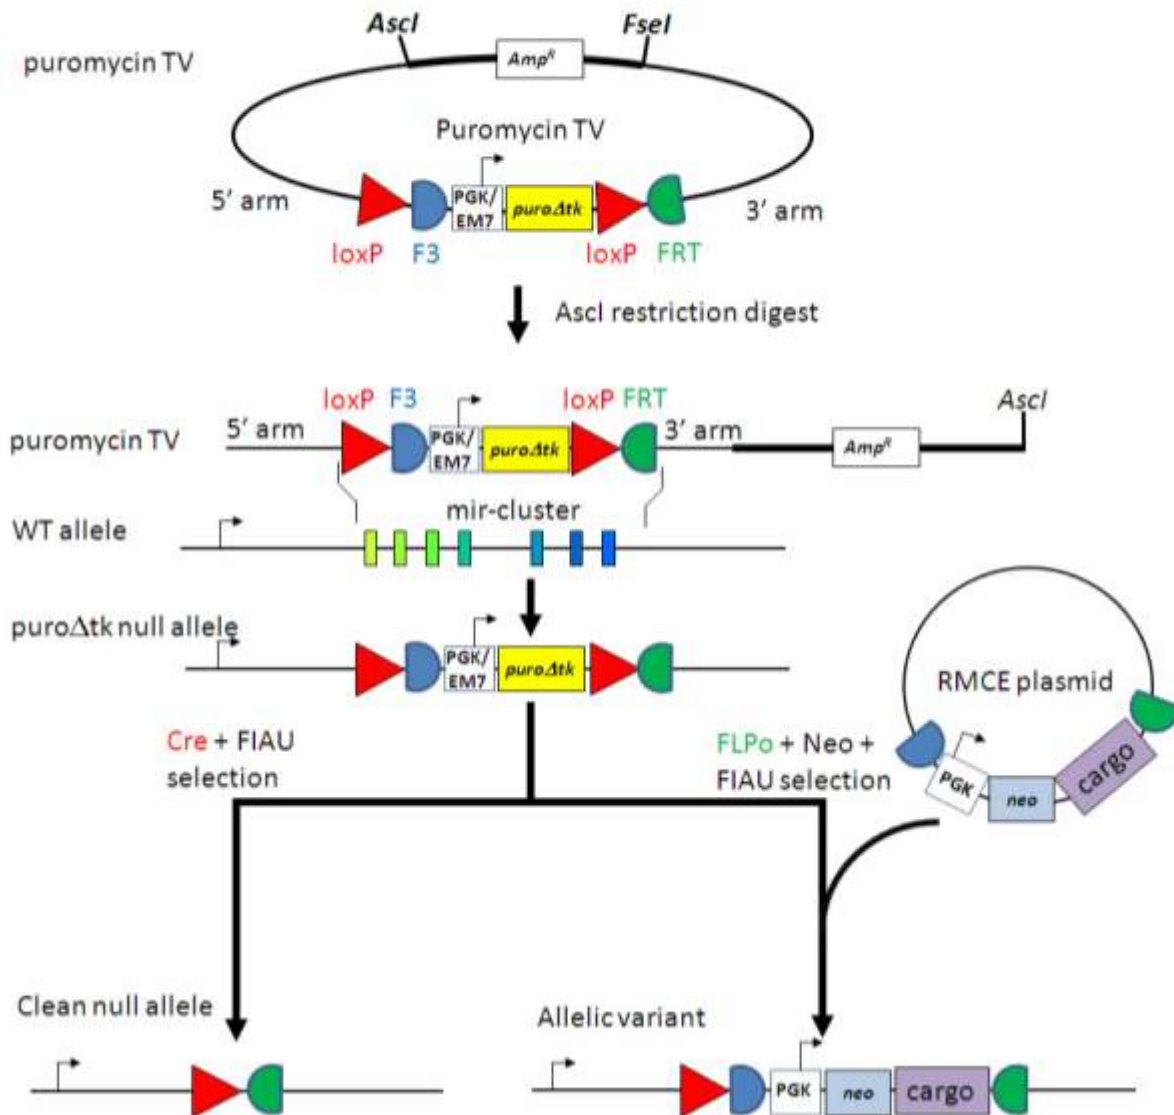 AscI
FseI
puromycin TV
Amp^R
Puromycin TV
5' arm
PGK/
EM7
puroΔtk
3' arm
loxP
F3
loxP
FRT
AscI restriction digest
loxP
F3
loxP
FRT
AscI
puromycin TV
5' arm
PGK/
EM7
puroΔtk
3' arm
Amp^R
mir-cluster
WT allele
puroΔtk null allele
PGK/
EM7
puroΔtk
RMCE plasmid
Cre + FIAU
selection
FLPo + Neo +
FIAU selection
PGK
neo
cargo
Clean null allele
Allelic variant
PGK
neo
cargo